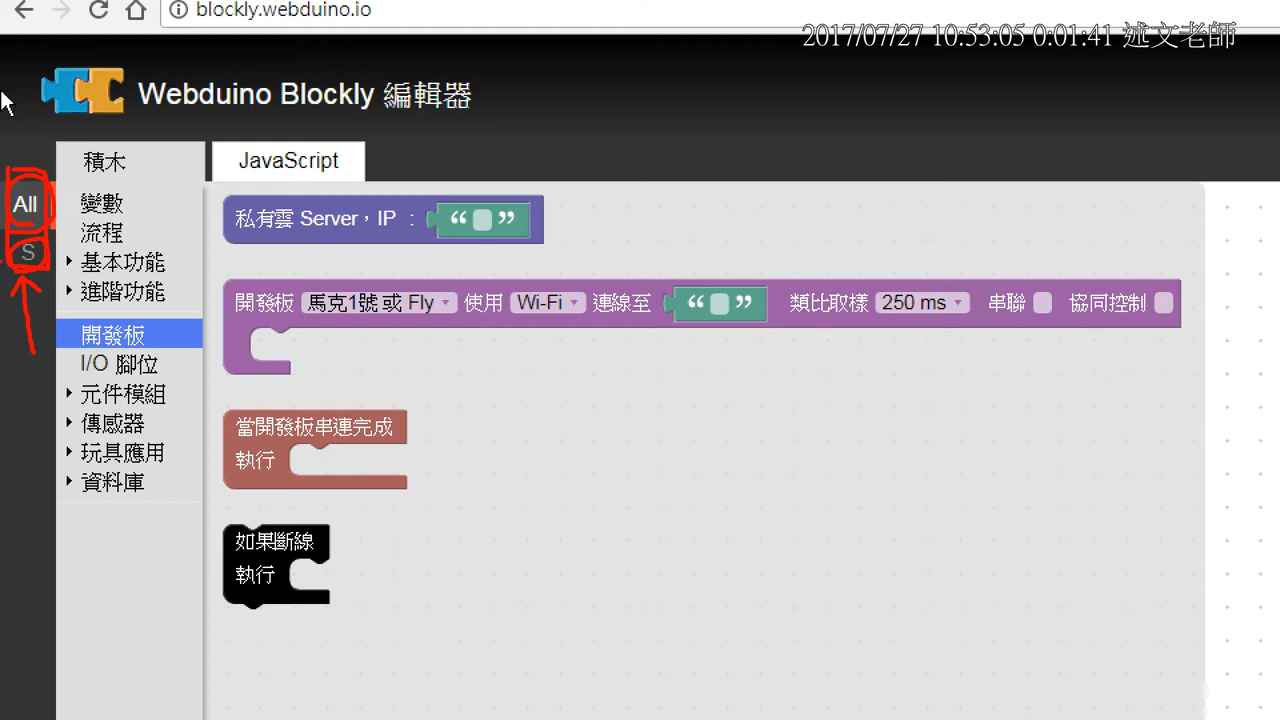 blockly.webduino.io
2017/07/27 10:53:05 0:01:41 述文老師
Webduino Blockly 編輯器
積木
JavaScript
All
S
變數
流程
基本功能
進階功能
開發板
I/O 腳位
元件模組
傳感器
玩具應用
資料庫
私有雲 Server,IP : “ ”
開發板 馬克1號 或 Fly 使用 Wi-Fi 連線至 “ ” 類比取樣 250 ms 串聯 協同控制
當開發板串連完成
執行
如果斷線
執行